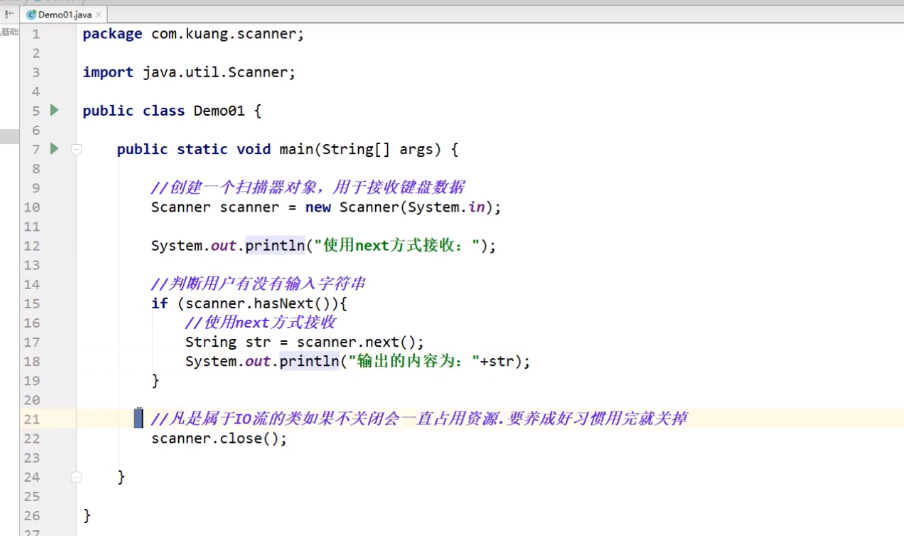 Demo01.java
基础
1 package com.kuang.scanner;
2
3 import java.util.Scanner;
4
5 public class Demo01 {
6
7 public static void main(String[] args) {
8
9 //创建一个扫描器对象，用于接收键盘数据
10 Scanner scanner = new Scanner(System.in);
11
12 System.out.println("使用next方式接收：");
13
14 //判断用户有没有输入字符串
15 if (scanner.hasNext()){
16 //使用next方式接收
17 String str = scanner.next();
18 System.out.println("输出的内容为："+str);
19 }
20
21 //凡是属于IO流的类如果不关闭会一直占用资源.要养成好习惯用完就关掉
22 scanner.close();
23
24 }
25
26 }
27